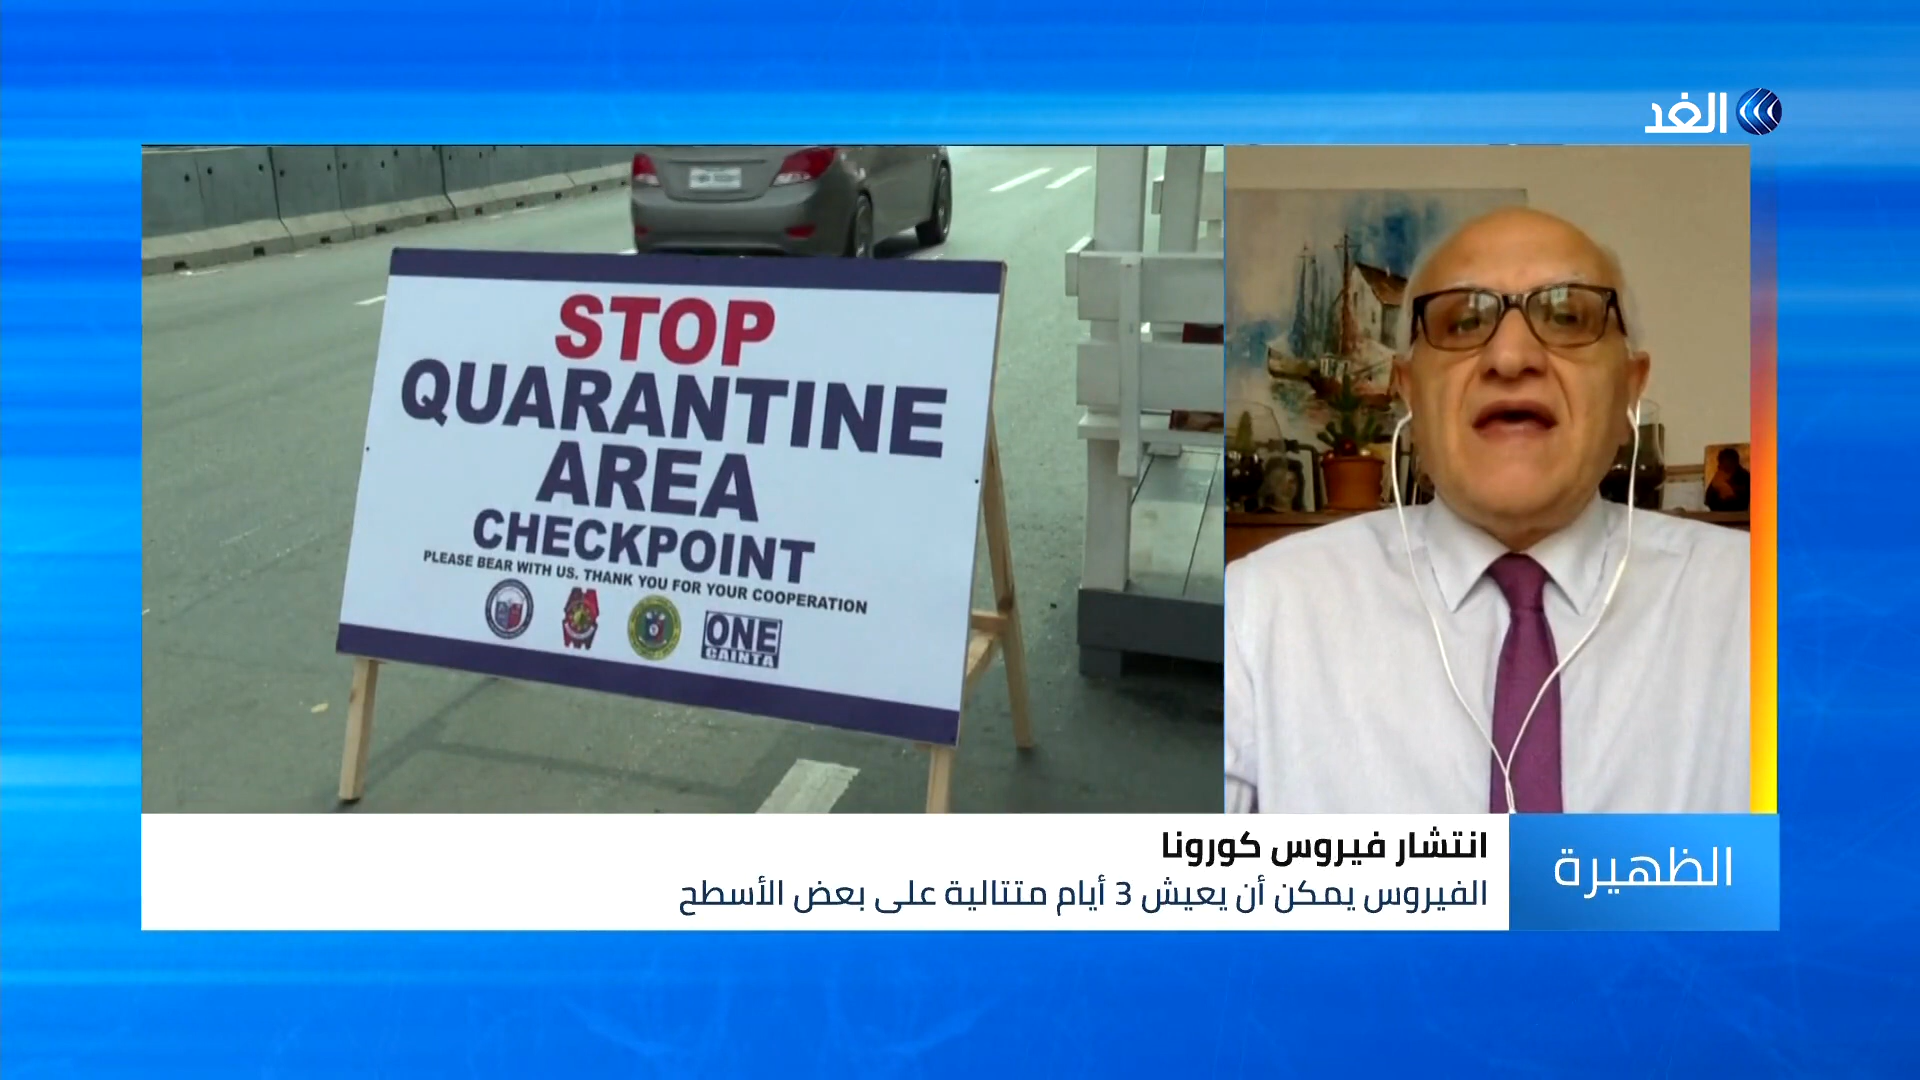 الغد
STOP
QUARANTINE
AREA
CHECKPOINT
PLEASE BEAR WITH US. THANK YOU FOR YOUR COOPERATION
ONE
CAINTA
انتشار فيروس كورونا
الفيروس يمكن أن يعيش 3 أيام متتالية على بعض الأسطح
الظهيرة